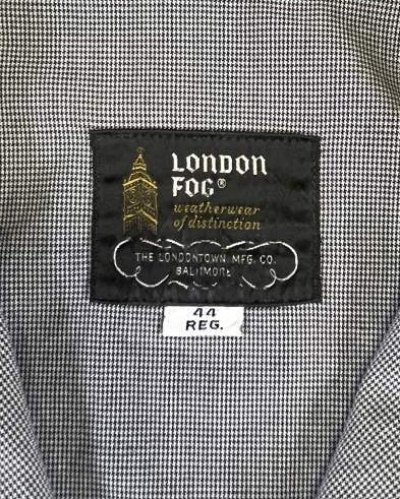 LONDON
FOG®
weatherwear
of distinction
THE LONDONTOWN MFG. CO.
BALTIMORE
44
REG.